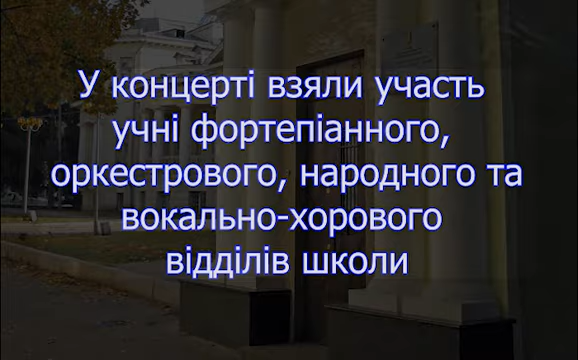 У концерті взяли участь
учні фортепіанного,
оркестрового, народного та
вокально-хорового
відділів школи